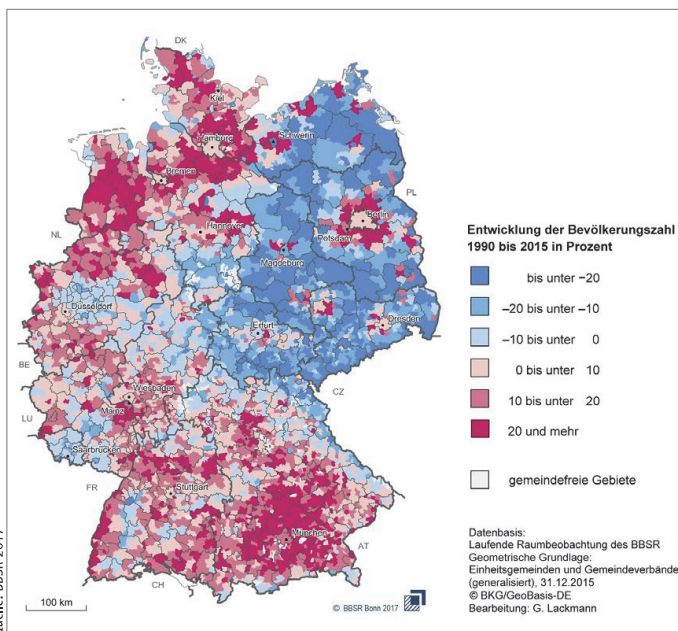 DK
Kiel
Hamburg
Schwerin
Bremen
PL
Berlin
Hannover
Potsdam
NL
Magdeburg
Düsseldorf
Erfurt
Dresden
BE
Wiesbaden
CZ
Mainz
LU
Saarbrücken
FR
Stuttgart
München
AT
CH
100 km
© BBSR Bonn 2017
Entwicklung der Bevölkerungszahl
1990 bis 2015 in Prozent
bis unter −20
−20 bis unter −10
−10 bis unter 0
0 bis unter 10
10 bis unter 20
20 und mehr
gemeindefreie Gebiete
Datenbasis:
Laufende Raumbeobachtung des BBSR
Geometrische Grundlage:
Einheitsgemeinden und Gemeindeverbände
(generalisiert), 31.12.2015
© BKG/GeoBasis-DE
Bearbeitung: G. Lackmann
BBSR 2017